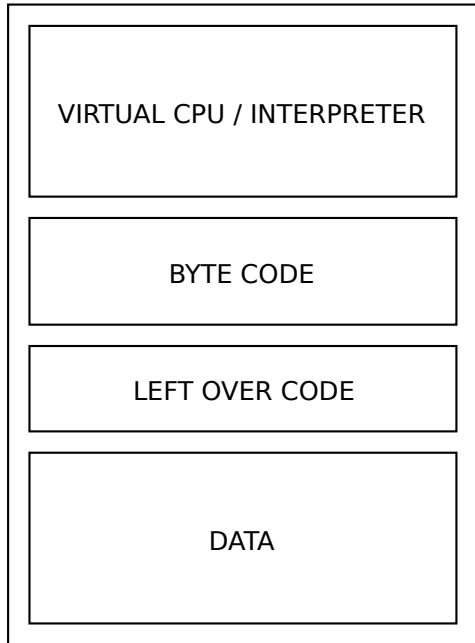 VIRTUAL CPU / INTERPRETER
BYTE CODE
LEFT OVER CODE
DATA